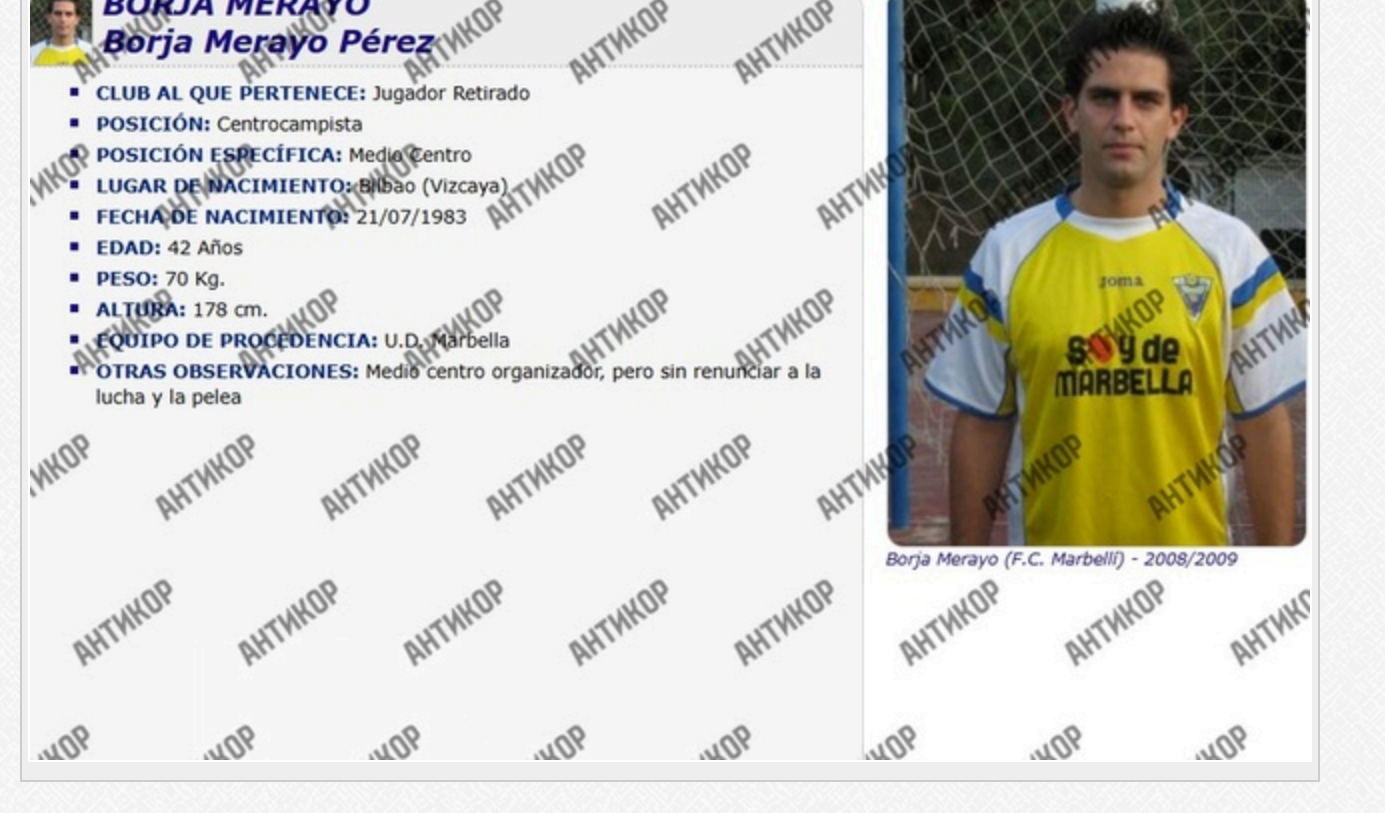 BORJA MERAYO
Borja Merayo Pérez
CLUB AL QUE PERTENECE: Jugador Retirado
POSICIÓN: Centrocampista
POSICIÓN ESPECÍFICA: Medio Centro
LUGAR DE NACIMIENTO: Bilbao (Vizcaya)
FECHA DE NACIMIENTO: 21/07/1983
EDAD: 42 Años
PESO: 70 Kg.
ALTURA: 178 cm.
EQUIPO DE PROCEDENCIA: U.D. Marbella
OTRAS OBSERVACIONES: Medio centro organizador, pero sin renunciar a la
lucha y la pelea
joma
SOY de
MARBELLA
Borja Merayo (F.C. Marbellí) - 2008/2009
АНТИКОР